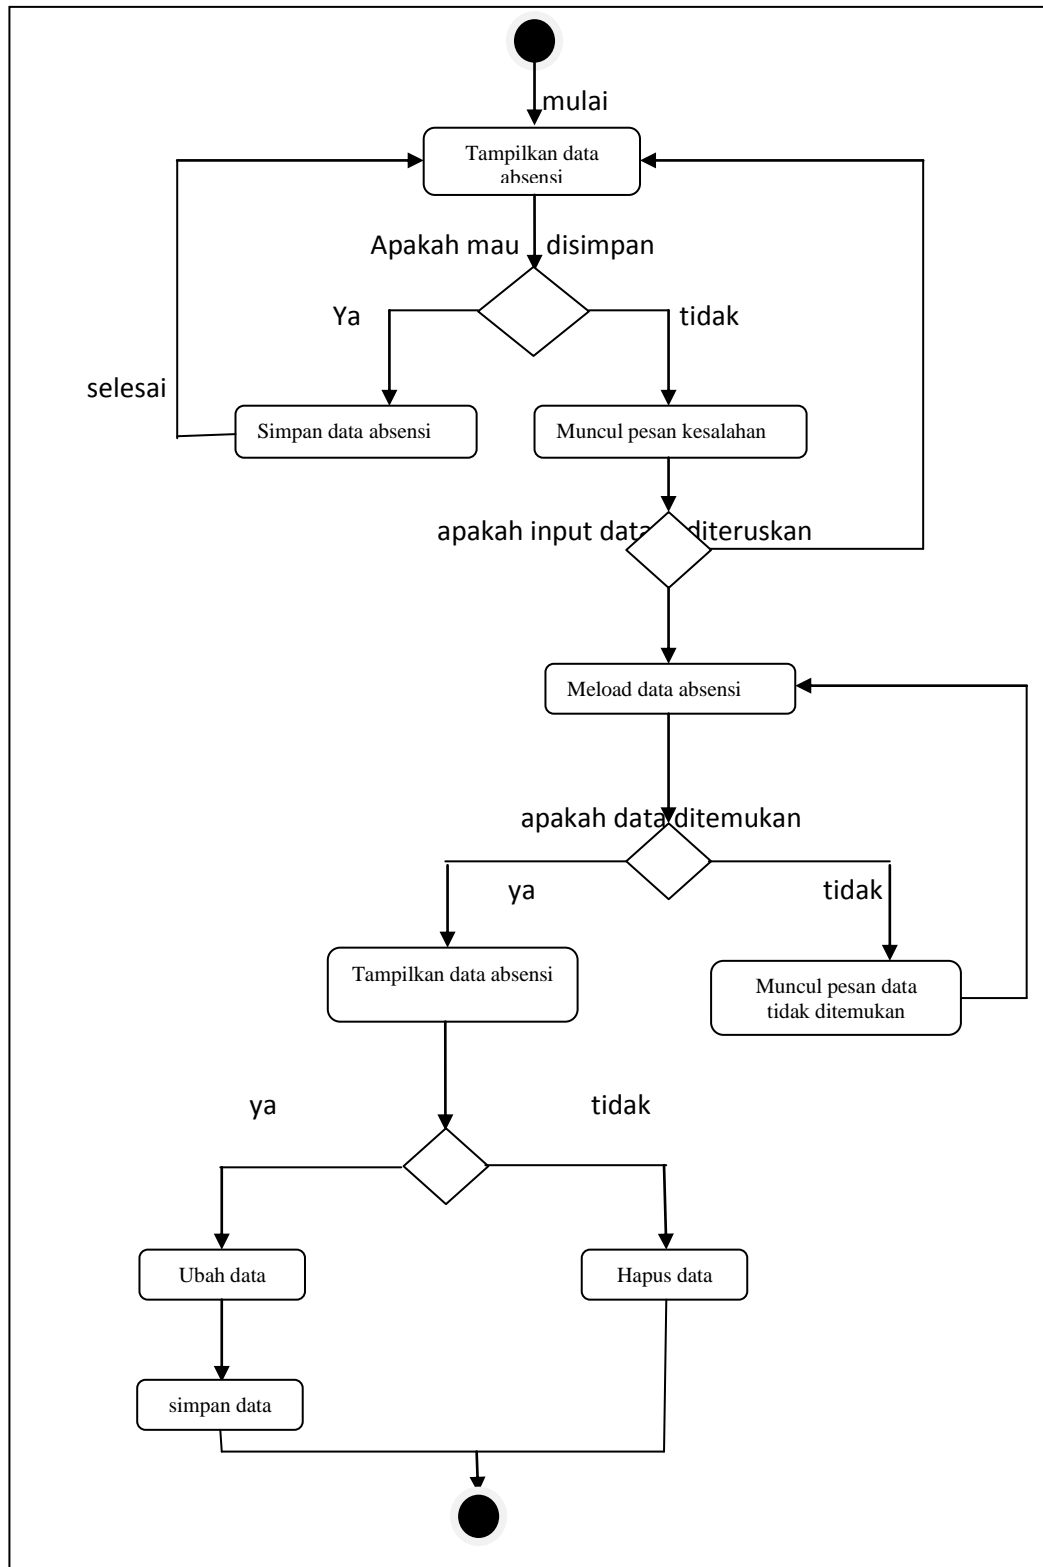 mulai
Tampilkan data
absensi
Apakah mau disimpan
Ya
tidak
selesai
Simpan data absensi
Muncul pesan kesalahan
apakah input data diteruskan
Meload data absensi
apakah data ditemukan
ya
tidak
Tampilkan data absensi
Muncul pesan data
tidak ditemukan
ya
tidak
Ubah data
Hapus data
simpan data